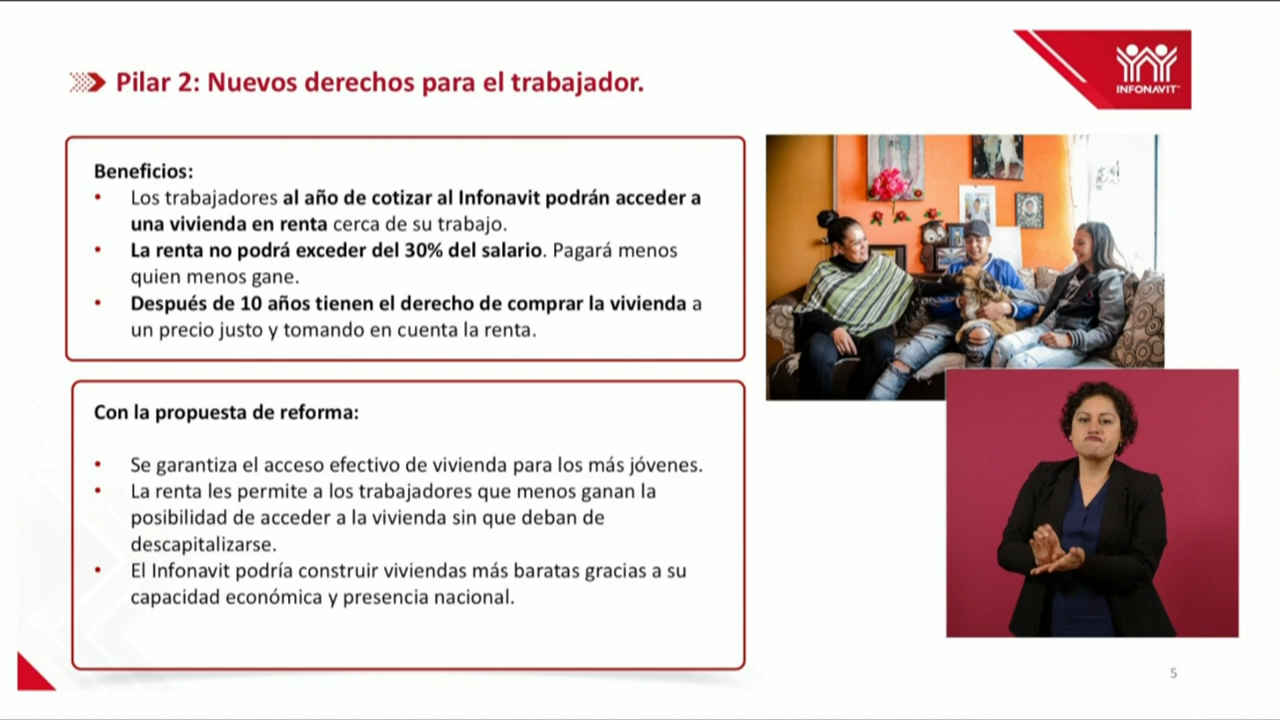 Pilar 2: Nuevos derechos para el trabajador.
INFONAVIT
Beneficios:
• Los trabajadores al año de cotizar al Infonavit podrán acceder a
una vivienda en renta cerca de su trabajo.
• La renta no podrá exceder del 30% del salario. Pagará menos
quien menos gane.
• Después de 10 años tienen el derecho de comprar la vivienda a
un precio justo y tomando en cuenta la renta.
Con la propuesta de reforma:
• Se garantiza el acceso efectivo de vivienda para los más jóvenes.
• La renta les permite a los trabajadores que menos ganan la
posibilidad de acceder a la vivienda sin que deban de
descapitalizarse.
• El Infonavit podría construir viviendas más baratas gracias a su
capacidad económica y presencia nacional.
5